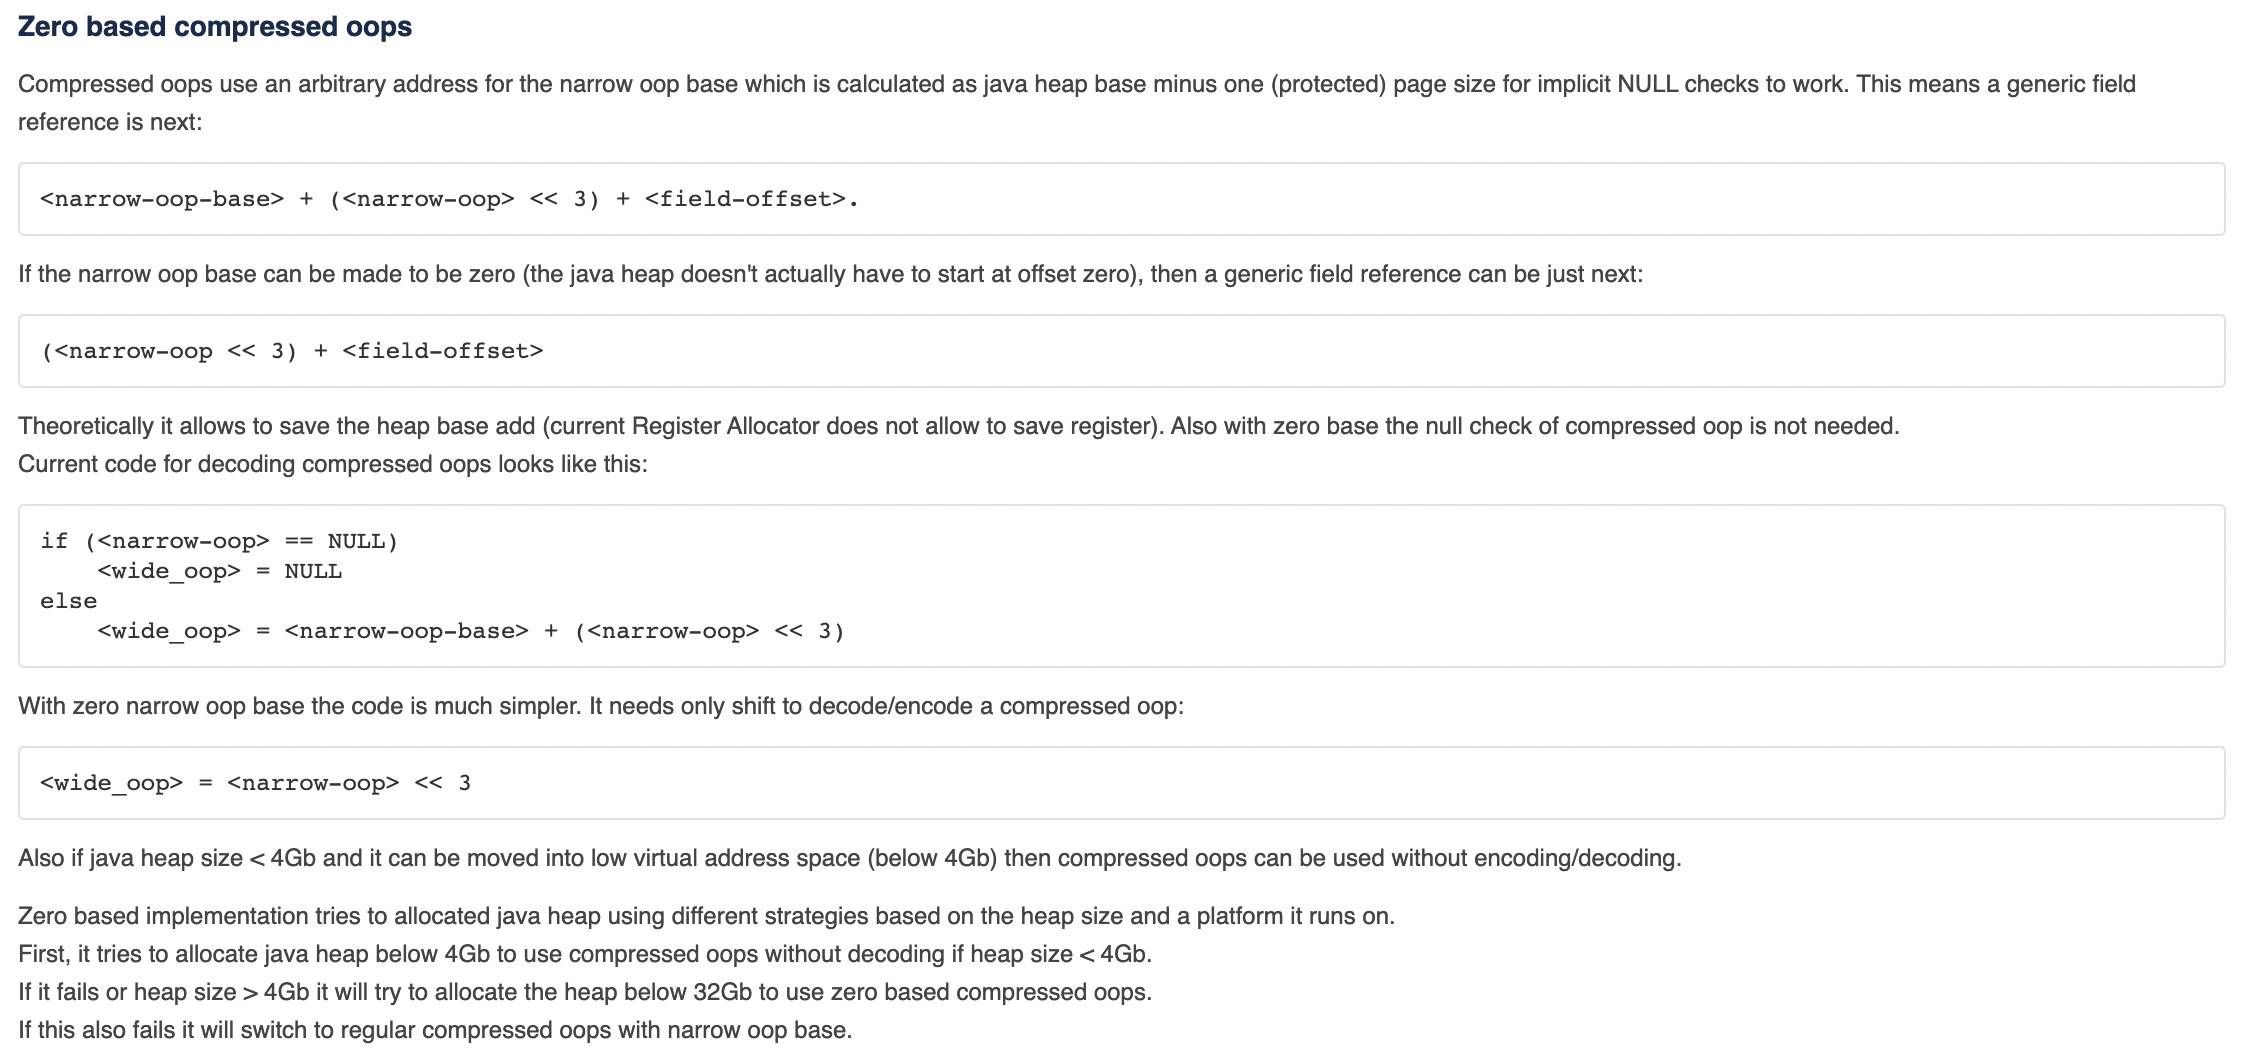 Zero based compressed oops
Compressed oops use an arbitrary address for the narrow oop base which is calculated as java heap base minus one (protected) page size for implicit NULL checks to work. This means a generic field
reference is next:
<narrow-oop-base> + (<narrow-oop> << 3) + <field-offset>.
If the narrow oop base can be made to be zero (the java heap doesn't actually have to start at offset zero), then a generic field reference can be just next:
(<narrow-oop << 3) + <field-offset>
Theoretically it allows to save the heap base add (current Register Allocator does not allow to save register). Also with zero base the null check of compressed oop is not needed.
Current code for decoding compressed oops looks like this:
if (<narrow-oop> == NULL)
    <wide_oop> = NULL
else
    <wide_oop> = <narrow-oop-base> + (<narrow-oop> << 3)
With zero narrow oop base the code is much simpler. It needs only shift to decode/encode a compressed oop:
<wide_oop> = <narrow-oop> << 3
Also if java heap size < 4Gb and it can be moved into low virtual address space (below 4Gb) then compressed oops can be used without encoding/decoding.
Zero based implementation tries to allocated java heap using different strategies based on the heap size and a platform it runs on.
First, it tries to allocate java heap below 4Gb to use compressed oops without decoding if heap size < 4Gb.
If it fails or heap size > 4Gb it will try to allocate the heap below 32Gb to use zero based compressed oops.
If this also fails it will switch to regular compressed oops with narrow oop base.